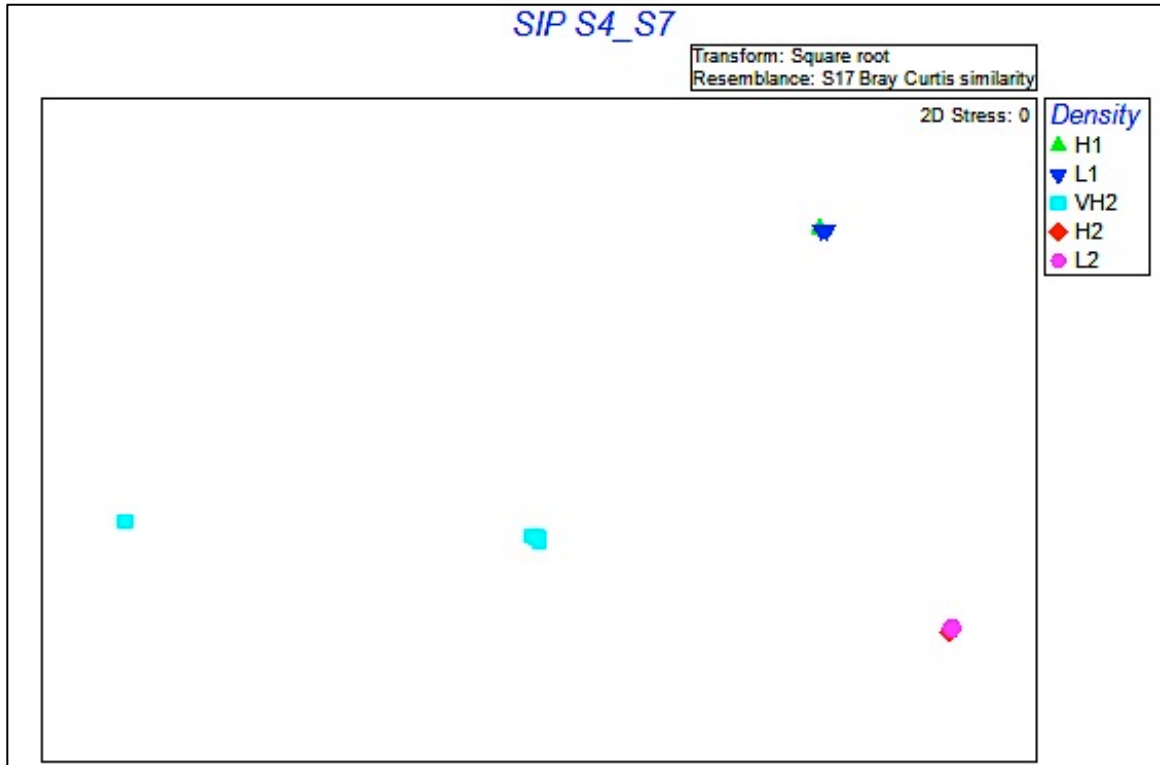 SIP S4_S7
Transform: Square root
Resemblance: S17 Bray Curtis similarity
2D Stress: 0
Density
H1
L1
VH2
H2
L2